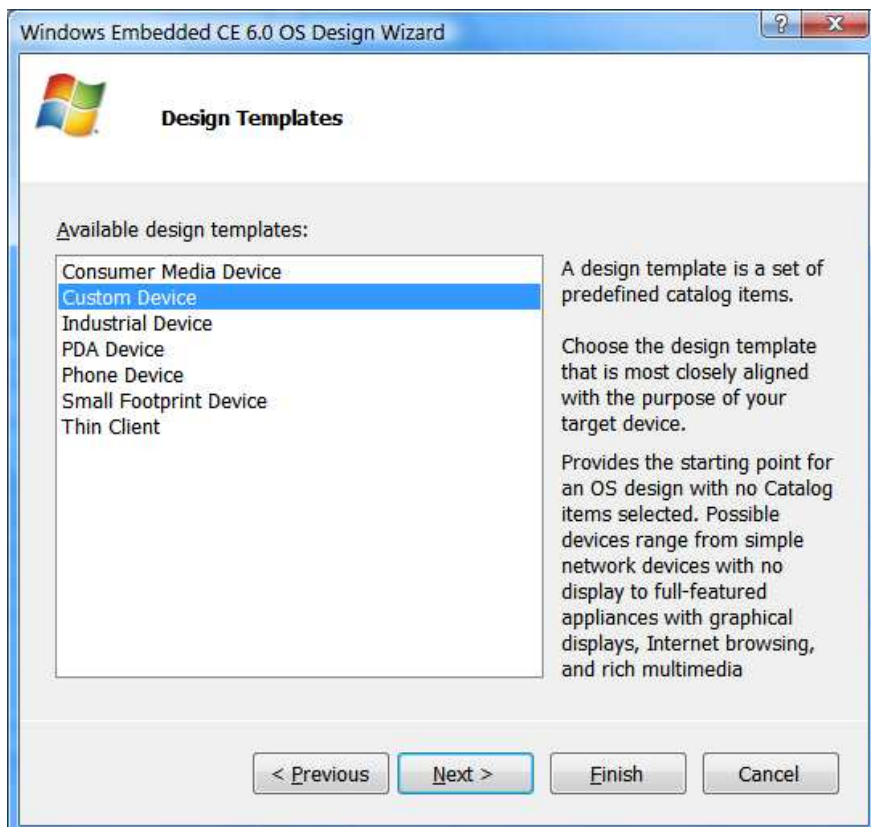 Windows Embedded CE 6.0 OS Design Wizard
?
X
Design Templates
Available design templates:
Consumer Media Device
Custom Device
Industrial Device
PDA Device
Phone Device
Small Footprint Device
Thin Client
A design template is a set of
predefined catalog items.
Choose the design template
that is most closely aligned
with the purpose of your
target device.
Provides the starting point for
an OS design with no Catalog
items selected. Possible
devices range from simple
network devices with no
display to full-featured
appliances with graphical
displays, Internet browsing,
and rich multimedia
< Previous
Next >
Finish
Cancel